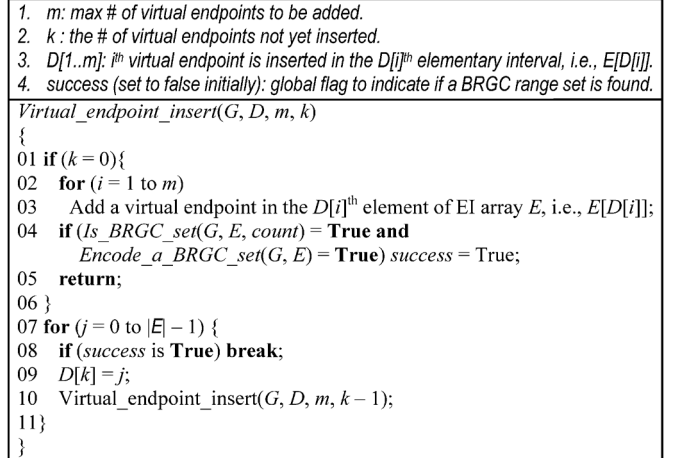 1. m: max # of virtual endpoints to be added.
2. k : the # of virtual endpoints not yet inserted.
3. D[1..m]: iᵗʰ virtual endpoint is inserted in the D[i]ᵗʰ elementary interval, i.e., E[D[i]].
4. success (set to false initially): global flag to indicate if a BRGC range set is found.
Virtual_endpoint_insert(G, D, m, k)
{
01 if (k = 0){
02 for (i = 1 to m)
03 Add a virtual endpoint in the D[i]ᵗʰ element of EI array E, i.e., E[D[i]];
04 if (Is_BRGC_set(G, E, count) = True and
Encode_a_BRGC_set(G, E) = True) success = True;
05 return;
06 }
07 for (j = 0 to |E| – 1) {
08 if (success is True) break;
09 D[k] = j;
10 Virtual_endpoint_insert(G, D, m, k – 1);
11}
}